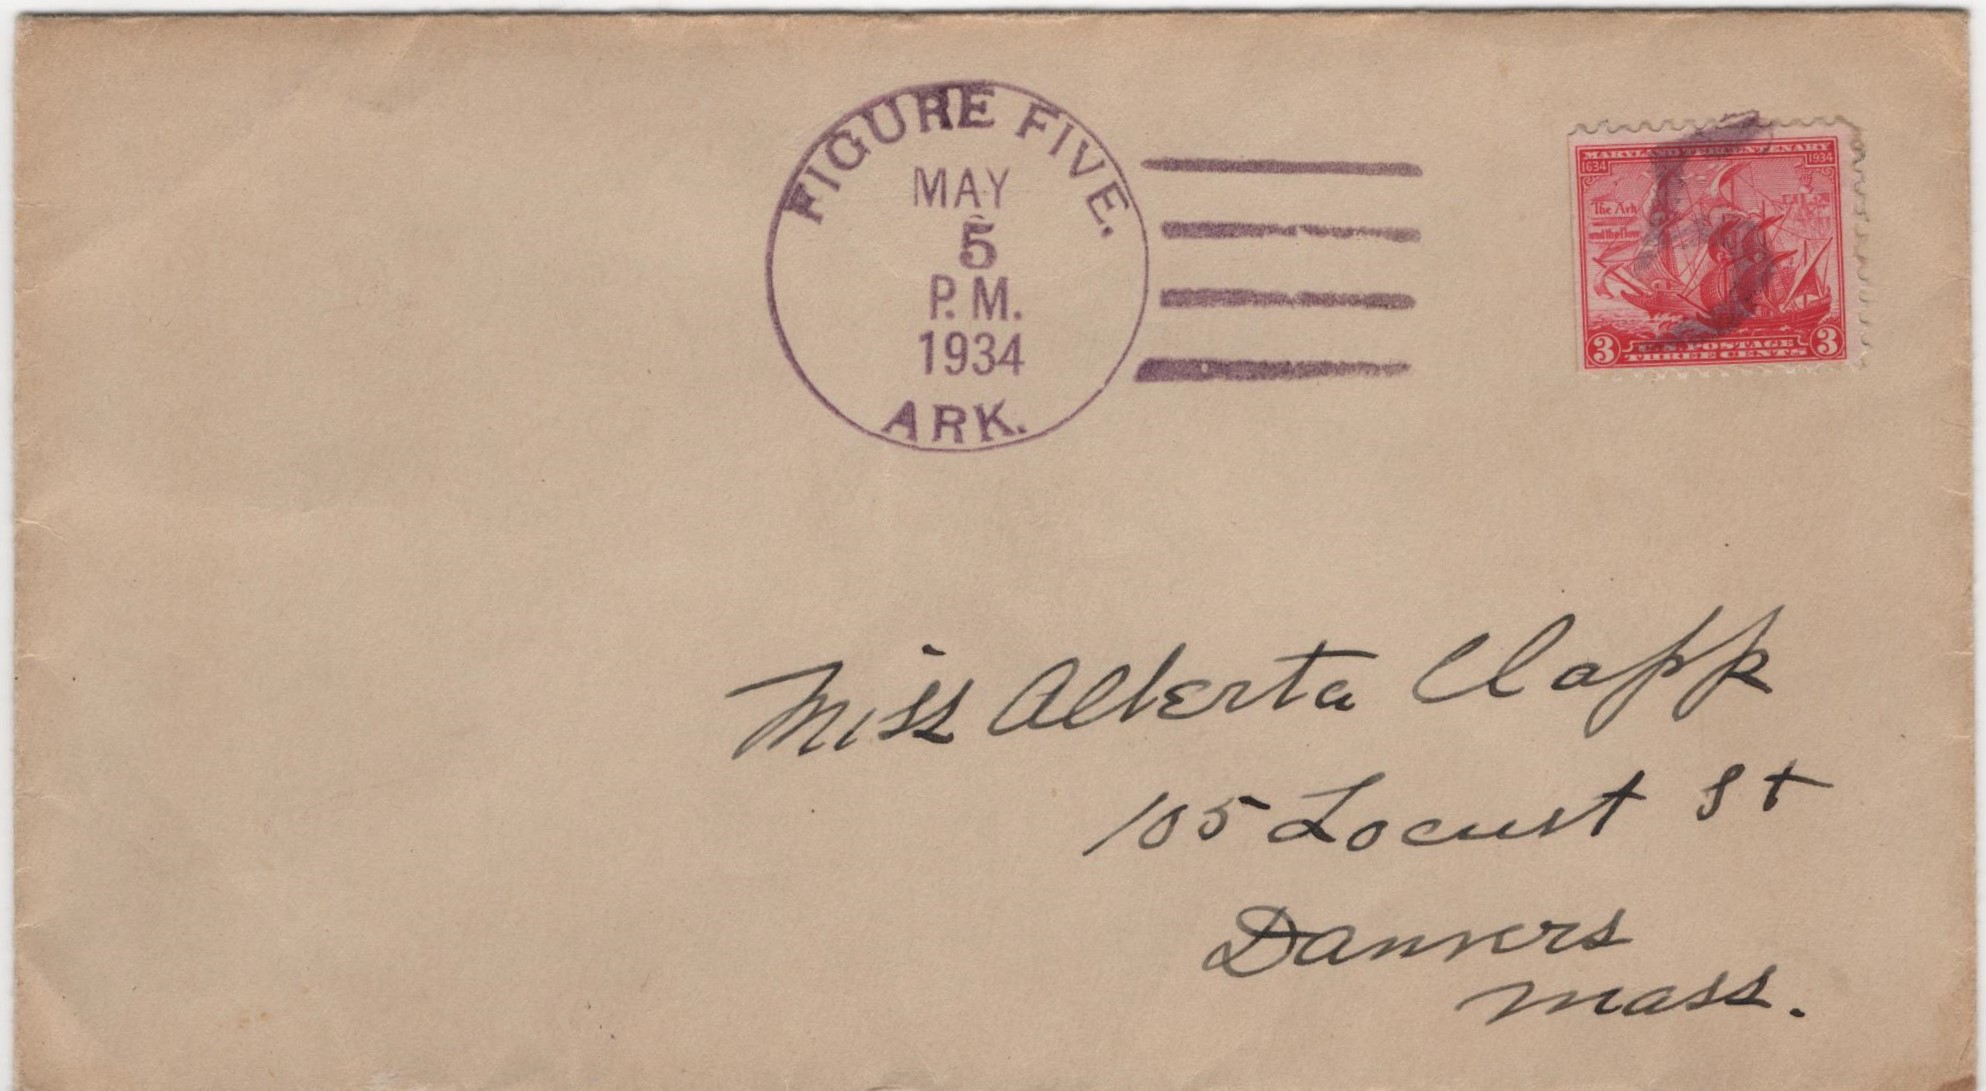 FIGURE FIVE.
MAY
5
P.M.
1934
ARK.
MARYLAND TERCENTENARY
1634 1934
The Ark
and the Dove
U.S. POSTAGE
3 THREE CENTS 3
5
Miss Alberta Clapp
105 Locust St
Danvers
Mass.